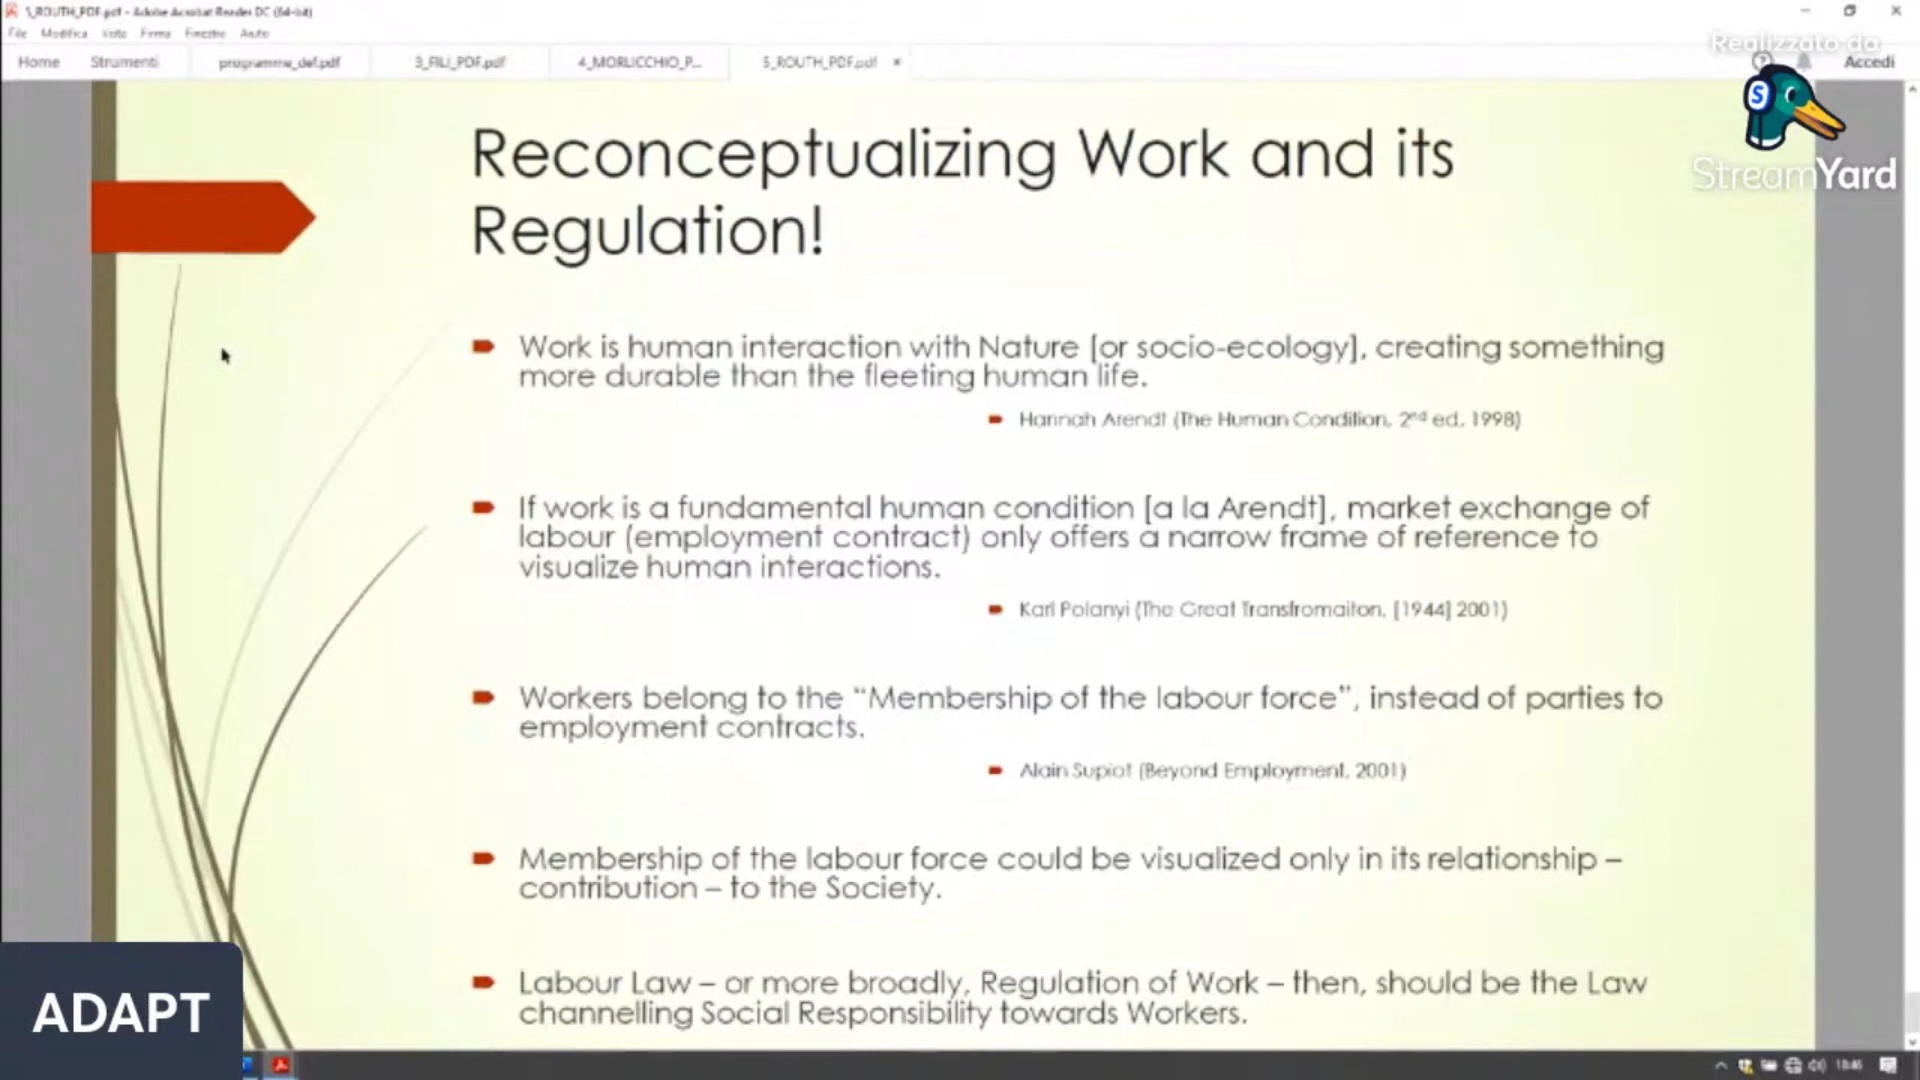 5_ROUTH_PDF.pdf - Adobe Acrobat Reader DC (64-bit)
File Modifica Vista Firma Finestre Aiuto
Home Strumenti programma_def.pdf 3_FILI_PDF.pdf 4_MORLICCHIO_P... 5_ROUTH_PDF.pdf × Accedi
Realizzato da
S
StreamYard
Reconceptualizing Work and its
Regulation!
Work is human interaction with Nature [or socio-ecology], creating something
more durable than the fleeting human life.
Hannah Arendt (The Human Condition, 2nd ed, 1998)
If work is a fundamental human condition [a la Arendt], market exchange of
labour (employment contract) only offers a narrow frame of reference to
visualize human interactions.
Karl Polanyi (The Great Transfromaiton, [1944] 2001)
Workers belong to the “Membership of the labour force”, instead of parties to
employment contracts.
Alain Supiot (Beyond Employment, 2001)
Membership of the labour force could be visualized only in its relationship –
contribution – to the Society.
Labour Law – or more broadly, Regulation of Work – then, should be the Law
channelling Social Responsibility towards Workers.
ADAPT